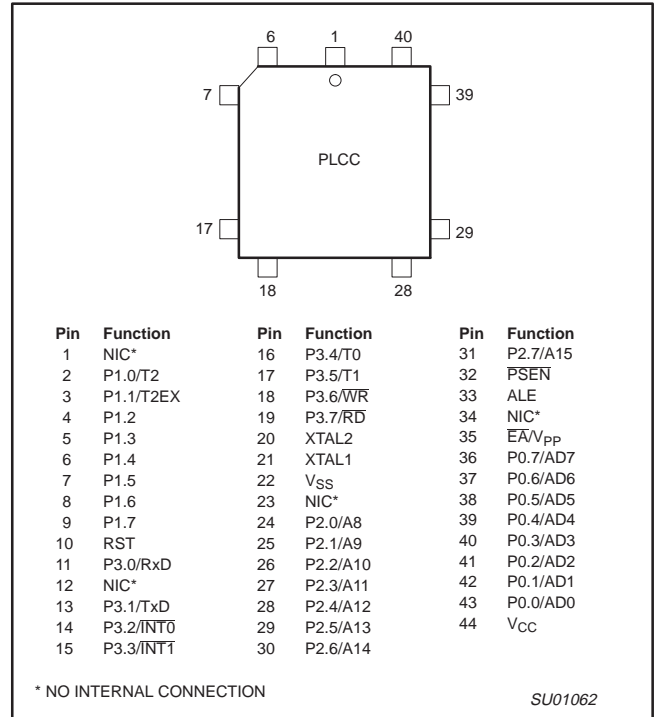 6 1 40
7 39
PLCC
17 29
18 28
Pin Function Pin Function Pin Function
1 NIC* 16 P3.4/T0 31 P2.7/A15
2 P1.0/T2 17 P3.5/T1 32 P̅S̅E̅N̅
3 P1.1/T2EX 18 P3.6/W̅R̅ 33 ALE
4 P1.2 19 P3.7/R̅D̅ 34 NIC*
5 P1.3 20 XTAL2 35 E̅A̅/VPP
6 P1.4 21 XTAL1 36 P0.7/AD7
7 P1.5 22 VSS 37 P0.6/AD6
8 P1.6 23 NIC* 38 P0.5/AD5
9 P1.7 24 P2.0/A8 39 P0.4/AD4
10 RST 25 P2.1/A9 40 P0.3/AD3
11 P3.0/RxD 26 P2.2/A10 41 P0.2/AD2
12 NIC* 27 P2.3/A11 42 P0.1/AD1
13 P3.1/TxD 28 P2.4/A12 43 P0.0/AD0
14 P3.2/I̅N̅T̅0̅ 29 P2.5/A13 44 VCC
15 P3.3/I̅N̅T̅1̅ 30 P2.6/A14
* NO INTERNAL CONNECTION
SU01062